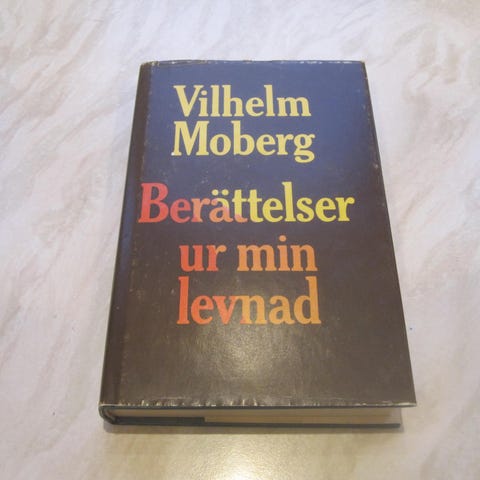 Vilhelm
Moberg
Berättelser
ur min
levnad